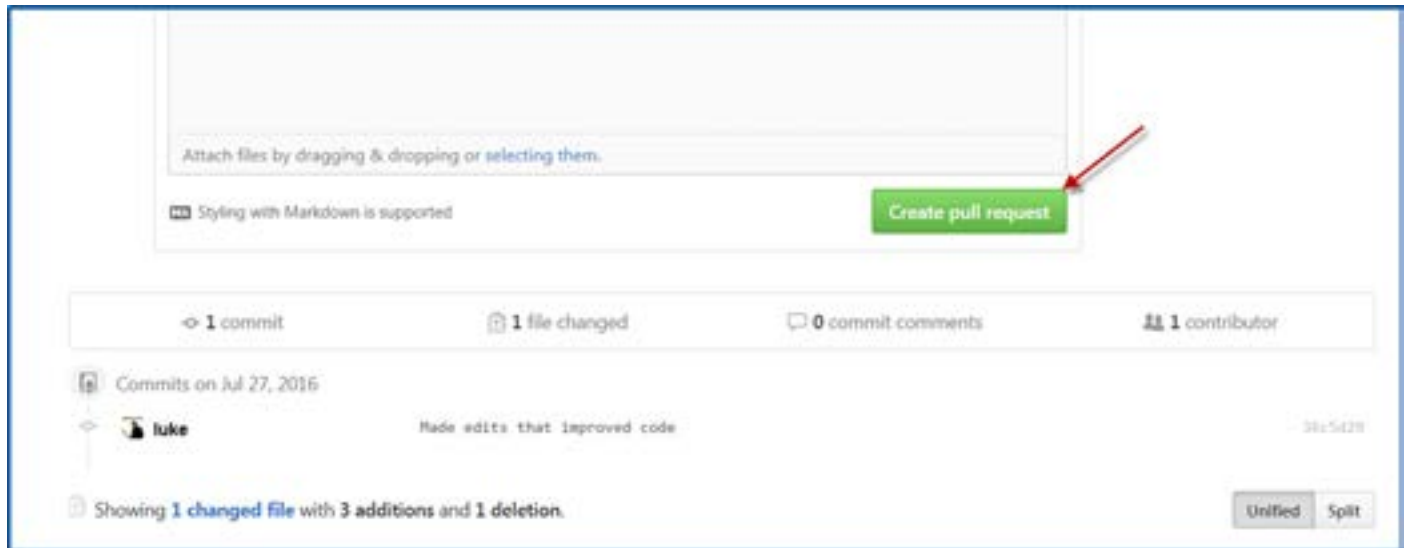 Attach files by dragging & dropping or selecting them.
Styling with Markdown is supported
Create pull request
1 commit
1 file changed
0 commit comments
1 contributor
Commits on Jul 27, 2016
luke
Made edits that improved code
Showing 1 changed file with 3 additions and 1 deletion.
Unified
Split